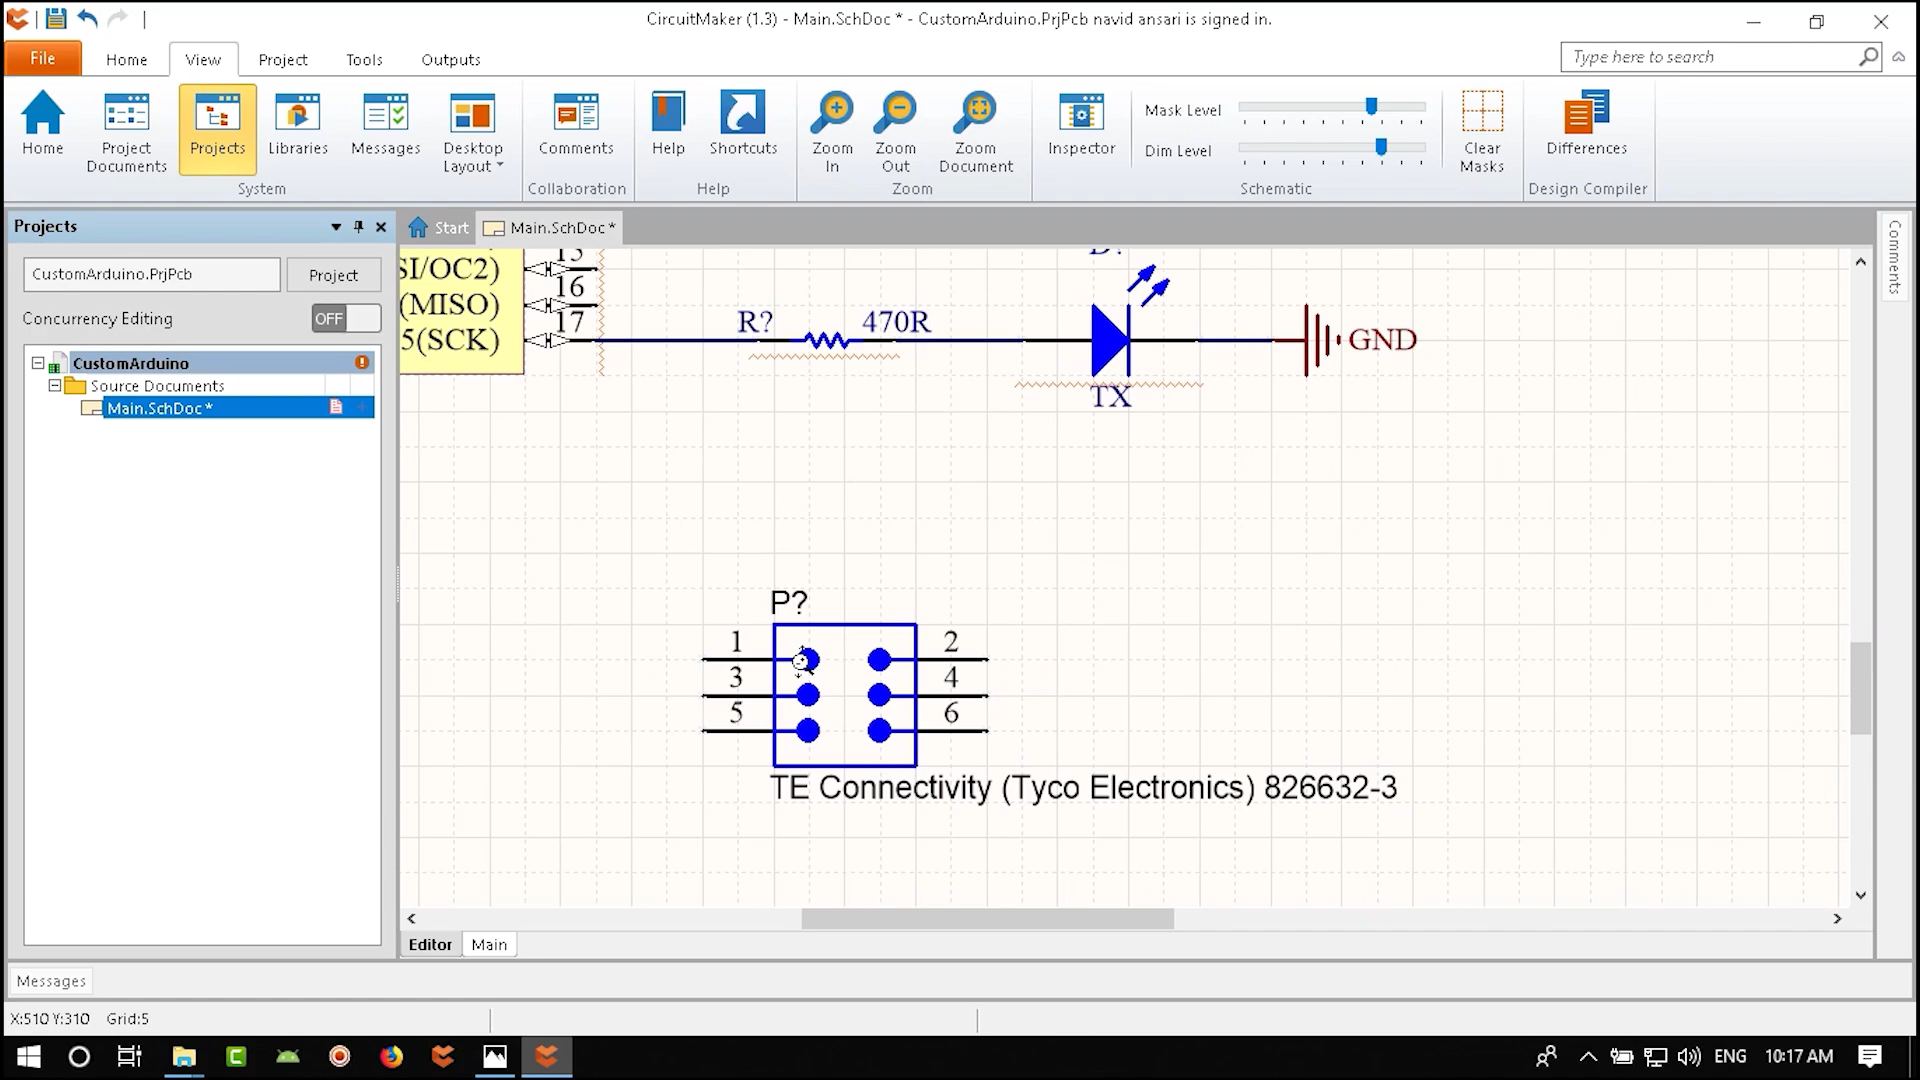 CircuitMaker (1.3) - Main.SchDoc * - CustomArduino.PrjPcb navid ansari is signed in.
File Home View Project Tools Outputs
Type here to search
Home
Project Documents
Projects
Libraries
Messages
Desktop Layout
Comments
Help
Shortcuts
Zoom In
Zoom Out
Zoom Document
Inspector
Mask Level
Dim Level
Clear Masks
Differences
System
Collaboration
Help
Zoom
Schematic
Design Compiler
Projects
CustomArduino.PrjPcb
Project
Concurrency Editing
OFF
CustomArduino
Source Documents
Main.SchDoc *
Start
Main.SchDoc *
Comments
15
SI/OC2)
16
(MISO)
17
5(SCK)
R? 470R
GND
TX
P?
1 2
3 4
5 6
TE Connectivity (Tyco Electronics) 826632-3
Editor Main
Messages
X:510 Y:310 Grid:5
ENG 10:17 AM